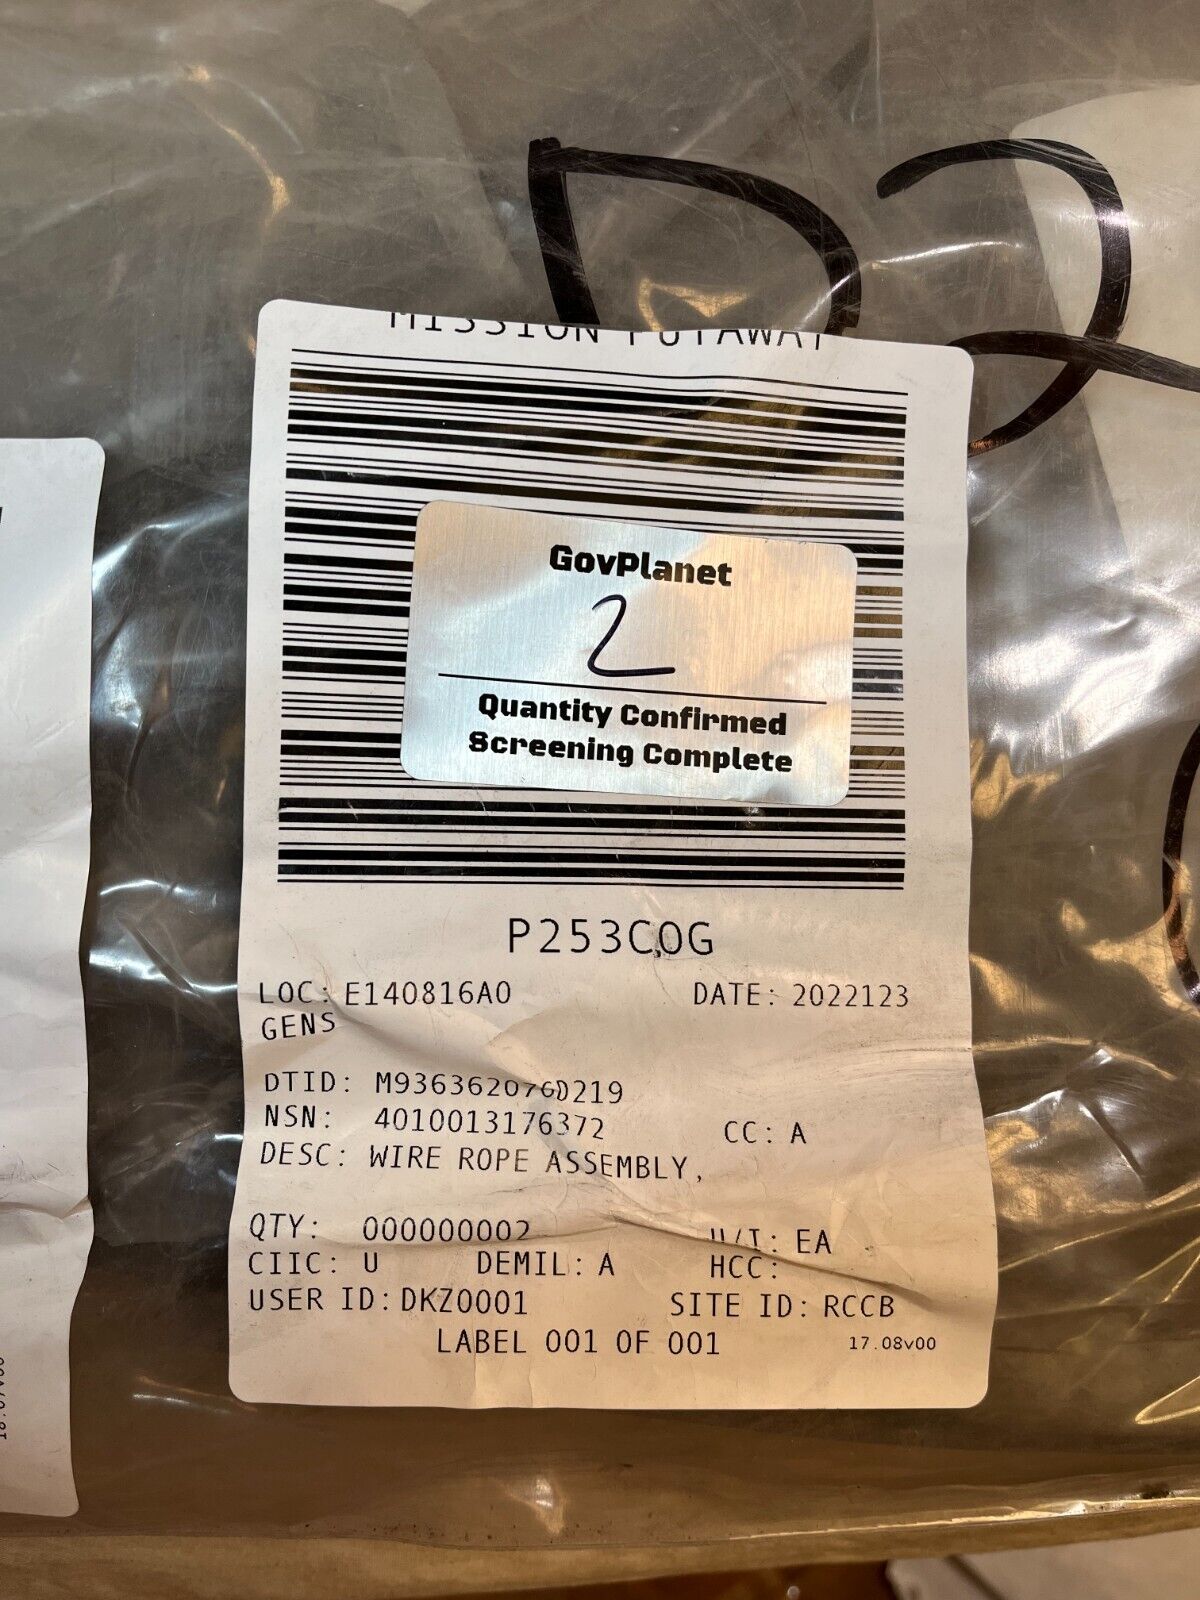 D2
MISSION PUTAWAY
GovPlanet
2
Quantity Confirmed
Screening Complete
P253C0G
LOC: E140816A0
DATE: 2022123
GENS
DTID: M9363620760219
NSN: 4010013176372
CC: A
DESC: WIRE ROPE ASSEMBLY,
QTY: 000000002
U/I: EA
CIIC: U
DEMIL: A
HCC:
USER ID: DKZ0001
SITE ID: RCCB
LABEL 001 OF 001
17.08v00